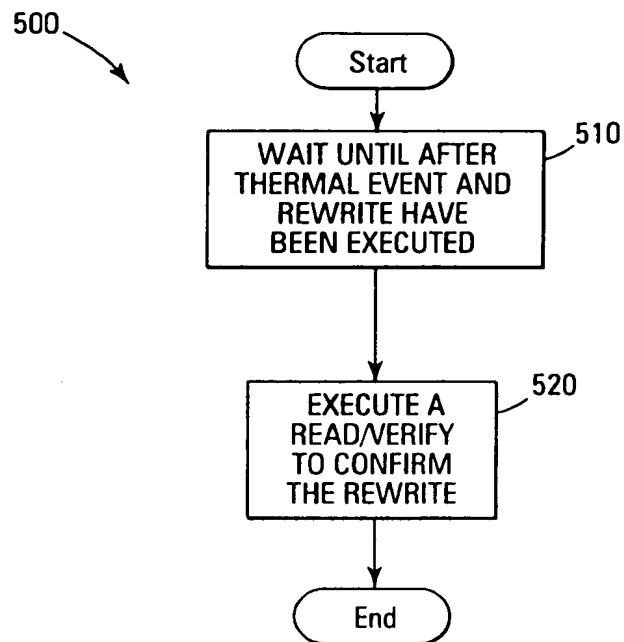 500
Start
510
WAIT UNTIL AFTER
THERMAL EVENT AND
REWRITE HAVE
BEEN EXECUTED
520
EXECUTE A
READ/VERIFY
TO CONFIRM
THE REWRITE
End